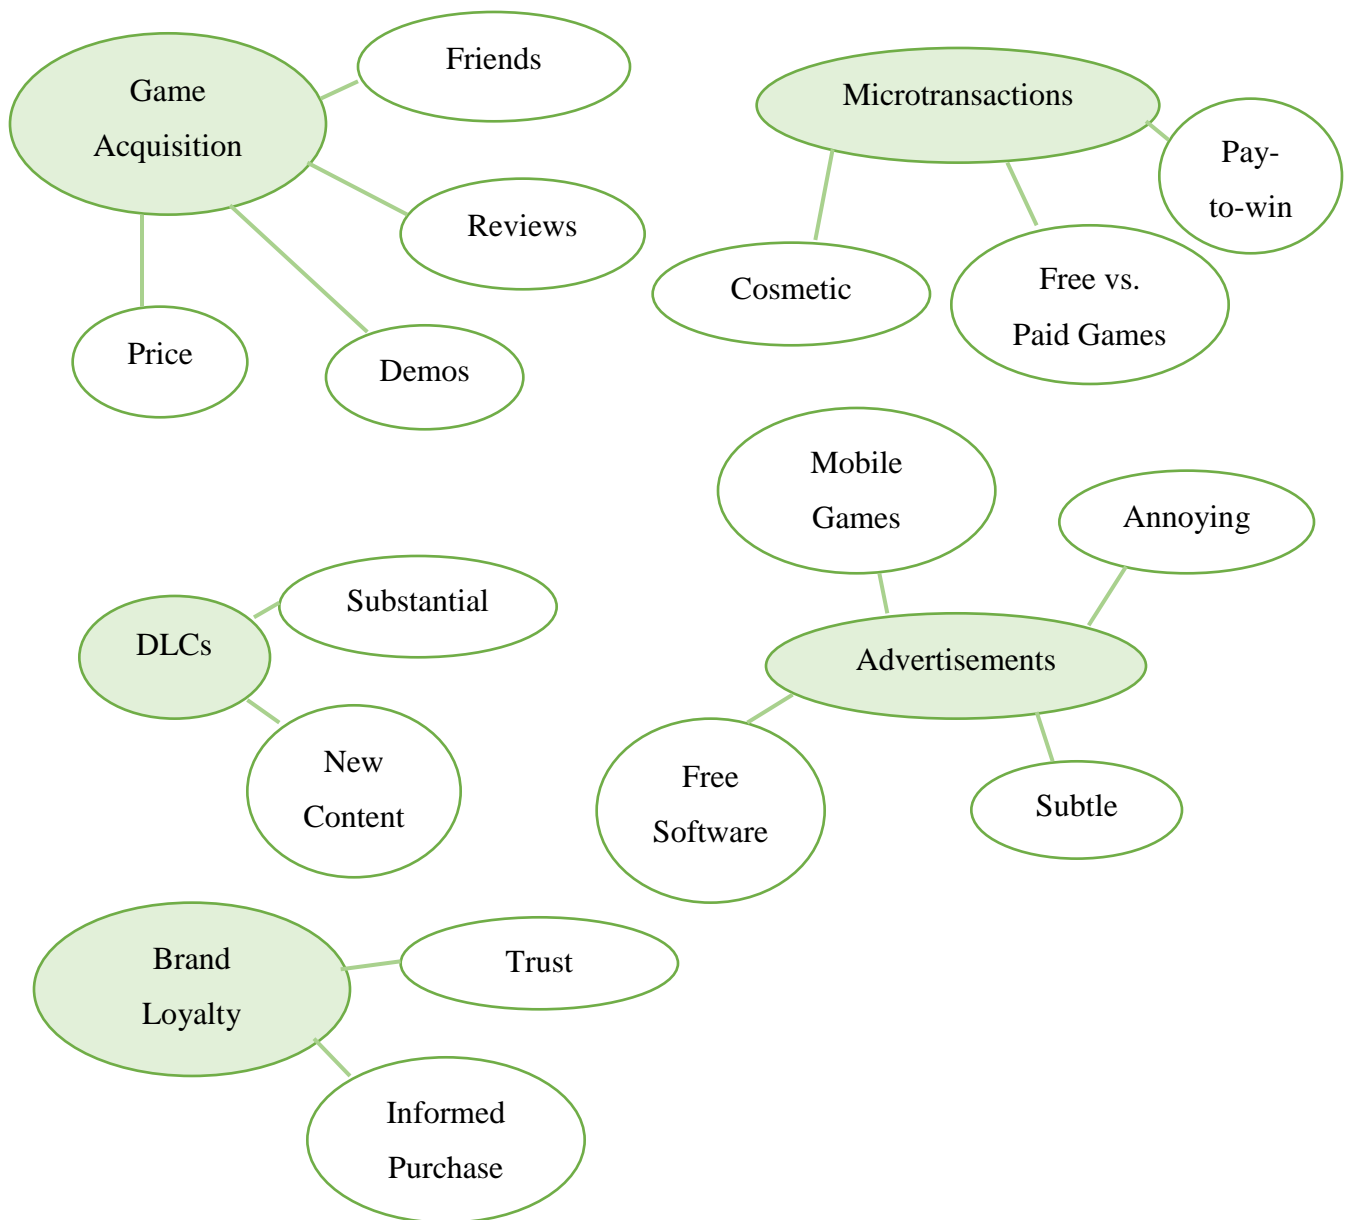 Game
Acquisition
Friends
Reviews
Demos
Price
Microtransactions
Pay-
to-win
Free vs.
Paid Games
Cosmetic
Mobile
Games
Annoying
Advertisements
Free
Software
Subtle
DLCs
Substantial
New
Content
Brand
Loyalty
Trust
Informed
Purchase